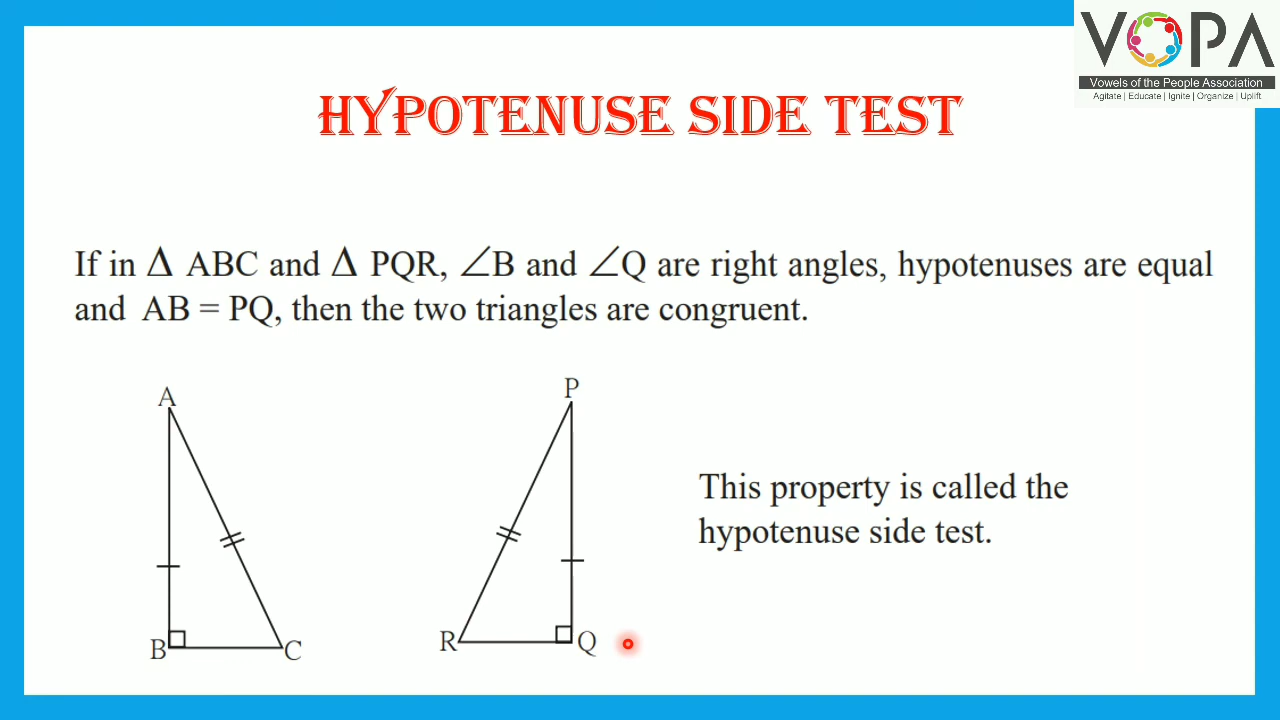 VOPA
Vowels of the People Association
Agitate | Educate | Ignite | Organize | Uplift
HYPOTENUSE SIDE TEST
If in Δ ABC and Δ PQR, ∠B and ∠Q are right angles, hypotenuses are equal
and AB = PQ, then the two triangles are congruent.
A
P
This property is called the
hypotenuse side test.
B
C
R
Q